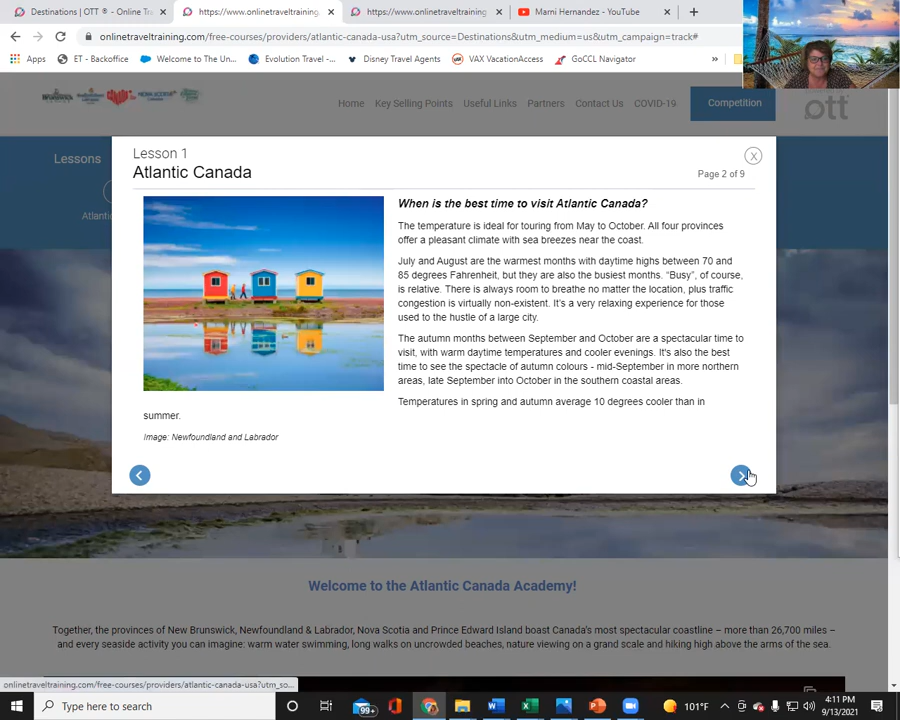 Destinations | OTT ® - Online Tr
https://www.onlinetraveltraining.
https://www.onlinetraveltraining.
Marni Hernandez - YouTube
onlinetraveltraining.com/free-courses/providers/atlantic-canada-usa?utm_source=Destinations&utm_medium=us&utm_campaign=track#
Apps
ET - Backoffice
Welcome to The Un...
Evolution Travel -...
Disney Travel Agents
VAX VacationAccess
GoCCL Navigator
»
Home
Key Selling Points
Useful Links
Partners
Contact Us
COVID-19
Competition
ott
Lessons
Atlantic
Lesson 1
Atlantic Canada
Page 2 of 9
X
When is the best time to visit Atlantic Canada?
The temperature is ideal for touring from May to October. All four provinces
offer a pleasant climate with sea breezes near the coast.
July and August are the warmest months with daytime highs between 70 and
85 degrees Fahrenheit, but they are also the busiest months. “Busy”, of course,
is relative. There is always room to breathe no matter the location, plus traffic
congestion is virtually non-existent. It’s a very relaxing experience for those
used to the hustle of a large city.
The autumn months between September and October are a spectacular time to
visit, with warm daytime temperatures and cooler evenings. It's also the best
time to see the spectacle of autumn colours - mid-September in more northern
areas, late September into October in the southern coastal areas.
Temperatures in spring and autumn average 10 degrees cooler than in
summer.
Image: Newfoundland and Labrador
Welcome to the Atlantic Canada Academy!
Together, the provinces of New Brunswick, Newfoundland & Labrador, Nova Scotia and Prince Edward Island boast Canada’s most spectacular coastline – more than 26,700 miles –
and every seaside activity you can imagine: warm water swimming, long walks on uncrowded beaches, nature viewing on a grand scale and hiking high above the arms of the sea.
onlinetraveltraining.com/free-courses/providers/atlantic-canada-usa?utm_so...
Type here to search
99+
101°F
4:11 PM
9/13/2021